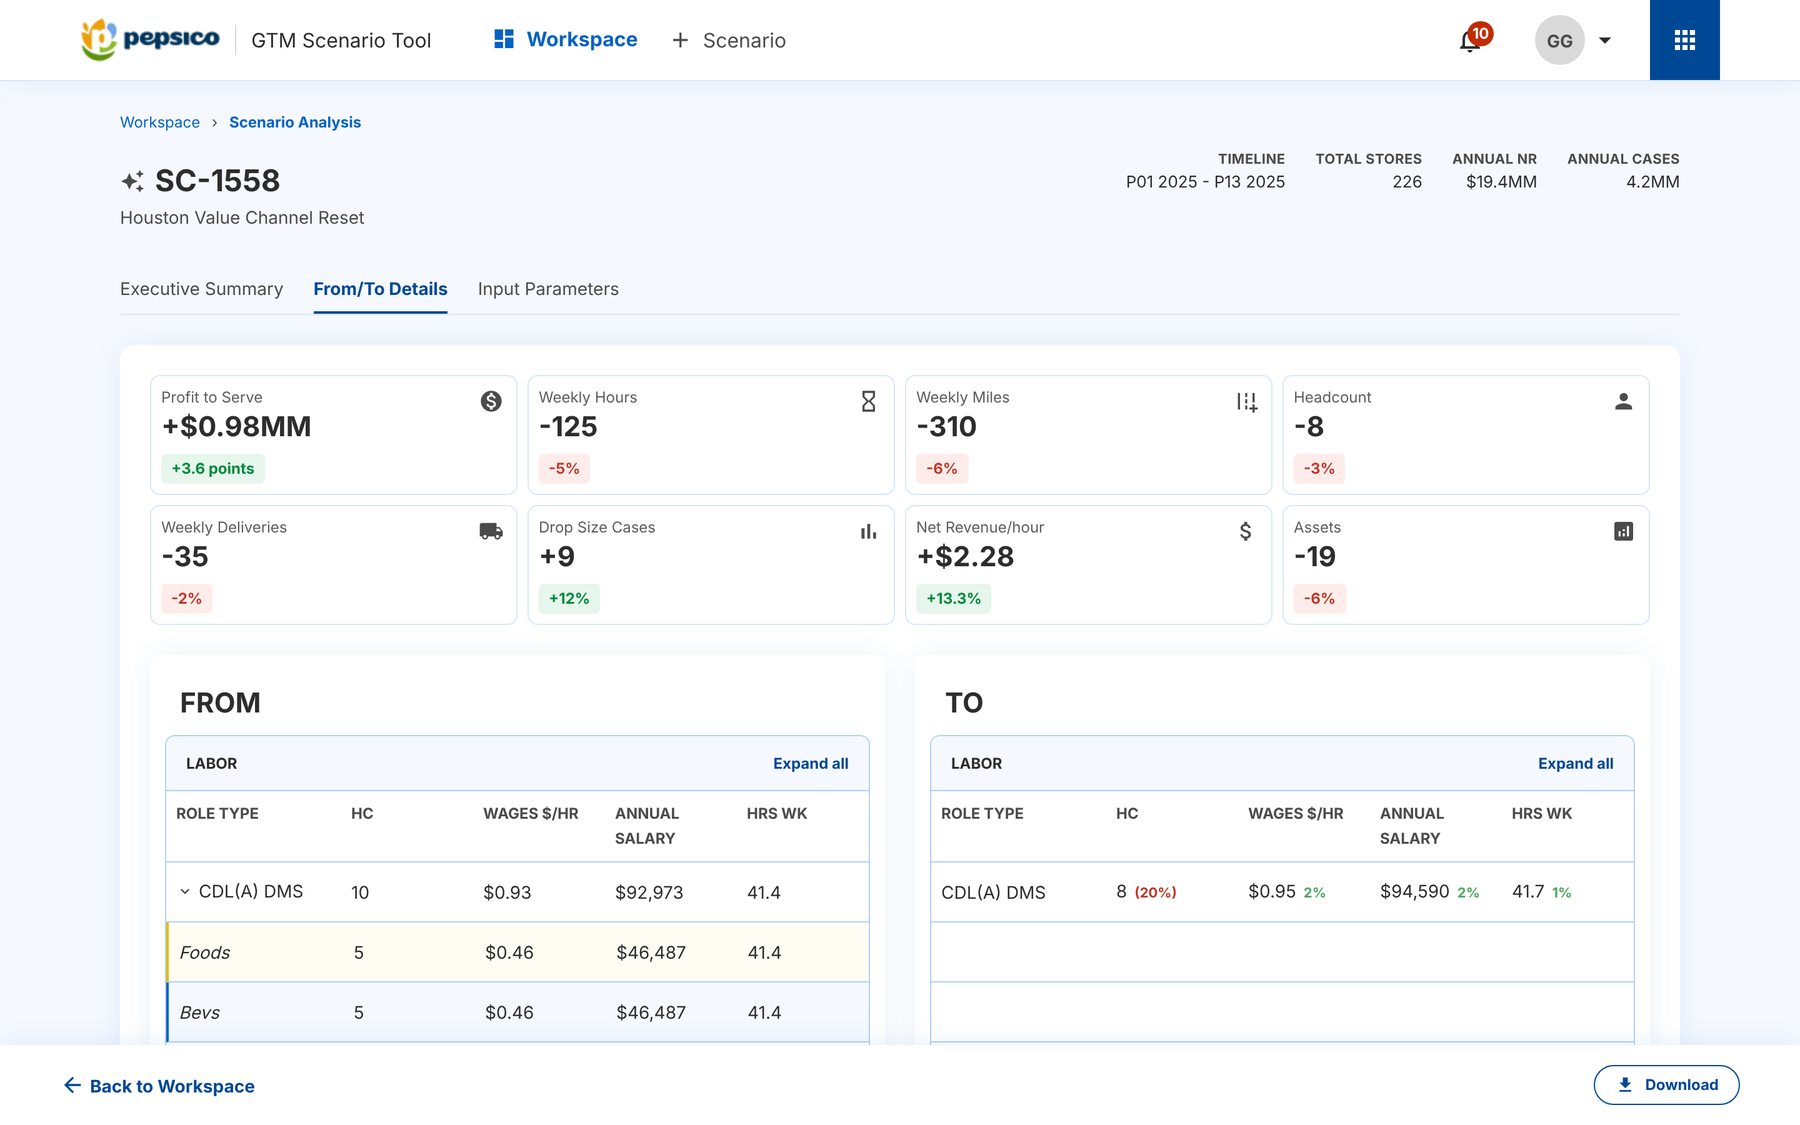 pepsico
GTM Scenario Tool
Workspace
Scenario
10
GG
Workspace › Scenario Analysis
SC-1558
Houston Value Channel Reset
TIMELINE
P01 2025 - P13 2025
TOTAL STORES
226
ANNUAL NR
$19.4MM
ANNUAL CASES
4.2MM
Executive Summary
From/To Details
Input Parameters
Profit to Serve
+$0.98MM
+3.6 points
Weekly Hours
-125
-5%
Weekly Miles
-310
-6%
Headcount
-8
-3%
Weekly Deliveries
-35
-2%
Drop Size Cases
+9
+12%
Net Revenue/hour
+$2.28
+13.3%
Assets
-19
-6%
FROM
LABOR Expand all
ROLE TYPE HC WAGES $/HR ANNUAL SALARY HRS WK
CDL(A) DMS 10 $0.93 $92,973 41.4
Foods 5 $0.46 $46,487 41.4
Bevs 5 $0.46 $46,487 41.4
TO
LABOR Expand all
ROLE TYPE HC WAGES $/HR ANNUAL SALARY HRS WK
CDL(A) DMS 8 (20%) $0.95 2% $94,590 2% 41.7 1%
Back to Workspace
Download